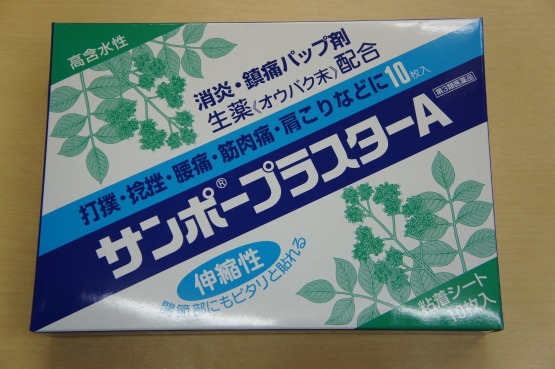 高含水性
消炎・鎮痛パップ剤
生薬《オウバク末》配合
打撲・捻挫・腰痛・筋肉痛・肩こりなどに10枚入
第3類医薬品
サンポー®プラスターA
伸縮性
関節部にもピタリと貼れる
粘着シート
10枚入